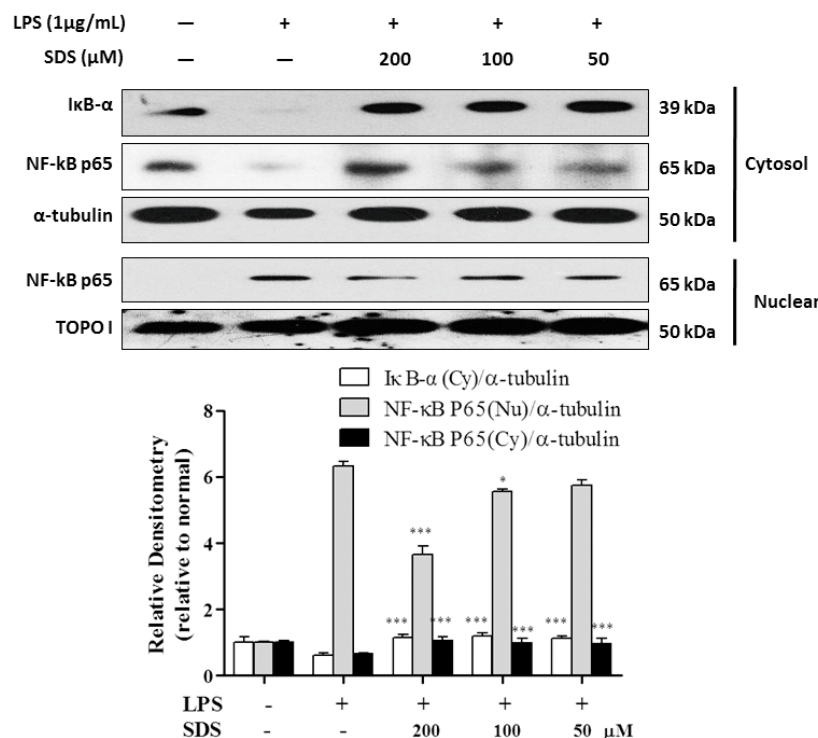 LPS (1μg/mL) — + + + +
SDS (μM) — — 200 100 50
IκB-α 39 kDa
NF-kB p65 65 kDa
Cytosol
α-tubulin 50 kDa
NF-kB p65 65 kDa
Nuclear
TOPO I 50 kDa
Iκ B-α (Cy)/α-tubulin
NF-κB P65(Nu)/α-tubulin
NF-κB P65(Cy)/α-tubulin
Relative Densitometry
(relative to normal)
8
6
4
2
0
*
***
*** *** *** *** *** ***
LPS - + + + +
SDS - - 200 100 50 μM